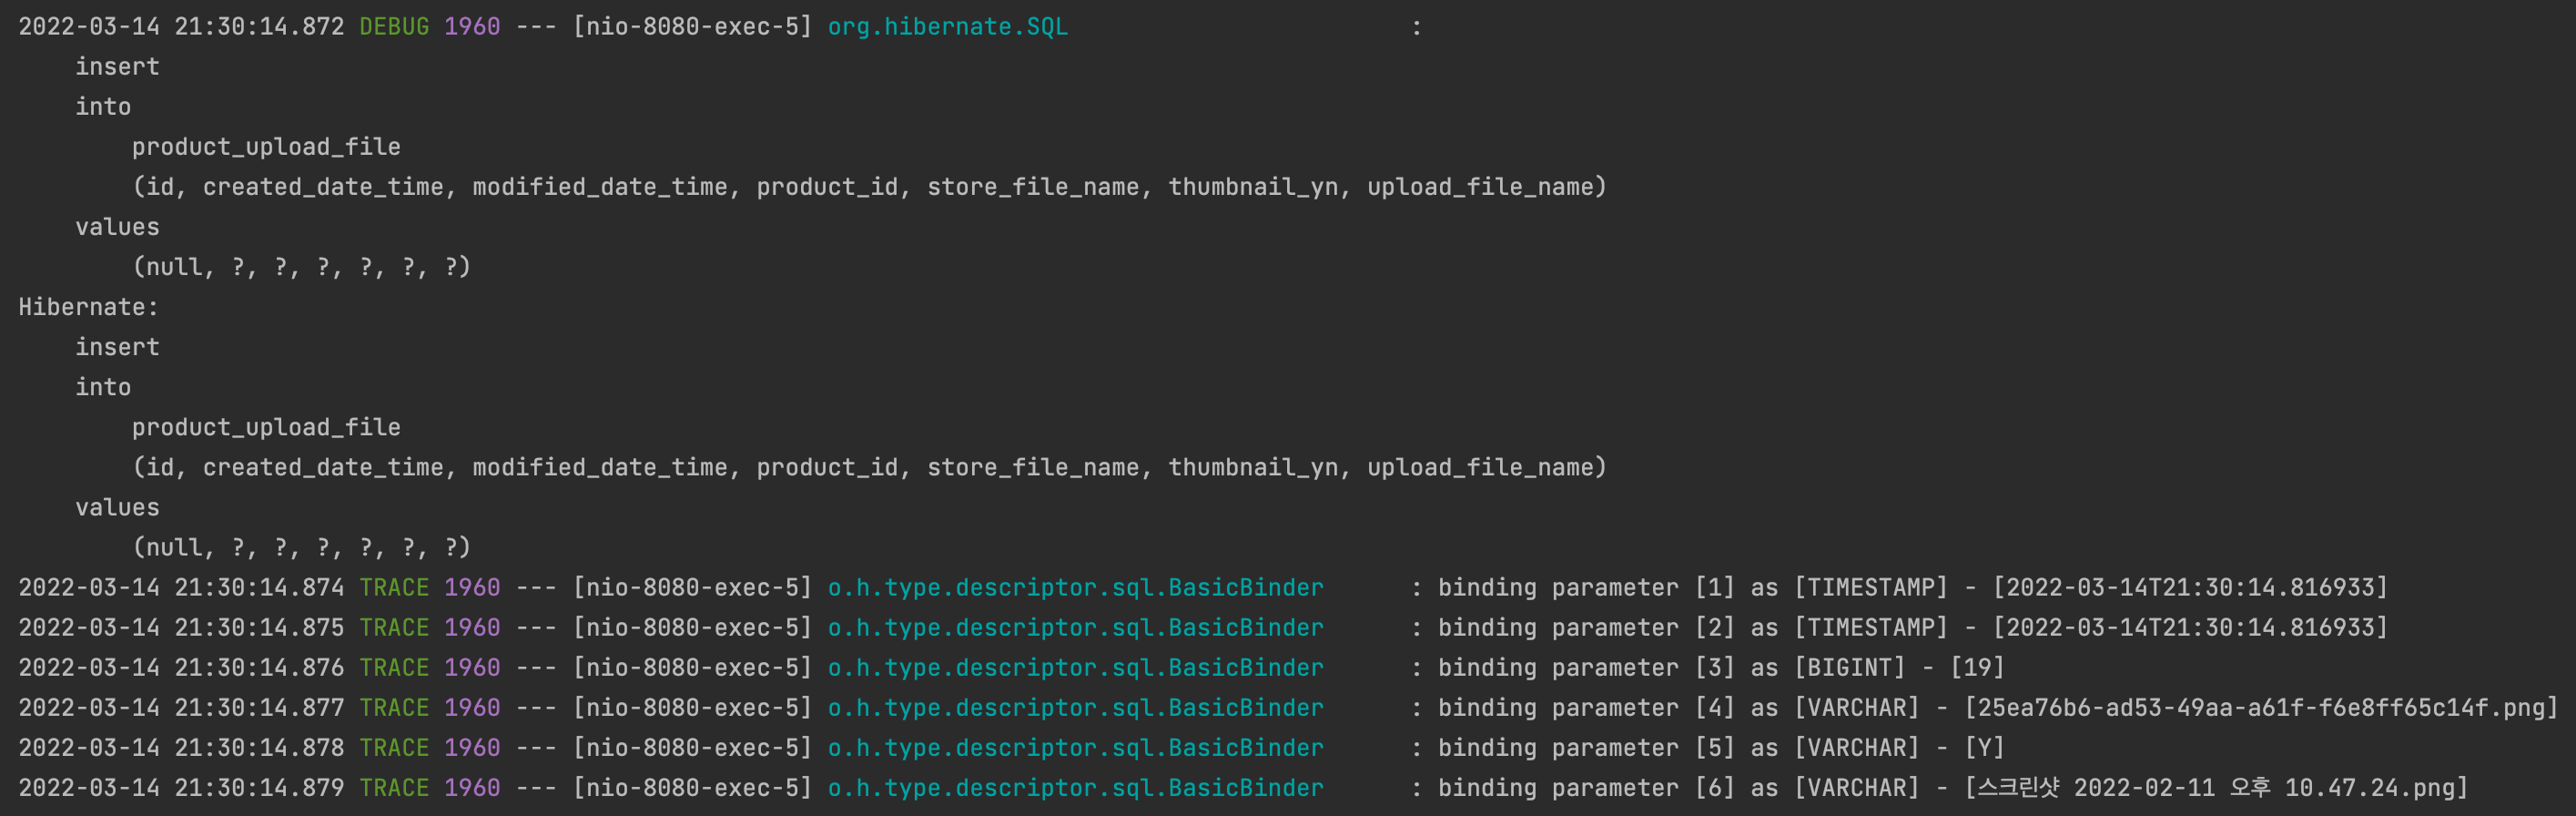 2022-03-14 21:30:14.872 DEBUG 1960 --- [nio-8080-exec-5] org.hibernate.SQL                        :
    insert
    into
        product_upload_file
        (id, created_date_time, modified_date_time, product_id, store_file_name, thumbnail_yn, upload_file_name)
    values
        (null, ?, ?, ?, ?, ?, ?)
Hibernate:
    insert
    into
        product_upload_file
        (id, created_date_time, modified_date_time, product_id, store_file_name, thumbnail_yn, upload_file_name)
    values
        (null, ?, ?, ?, ?, ?, ?)
2022-03-14 21:30:14.874 TRACE 1960 --- [nio-8080-exec-5] o.h.type.descriptor.sql.BasicBinder      : binding parameter [1] as [TIMESTAMP] - [2022-03-14T21:30:14.816933]
2022-03-14 21:30:14.875 TRACE 1960 --- [nio-8080-exec-5] o.h.type.descriptor.sql.BasicBinder      : binding parameter [2] as [TIMESTAMP] - [2022-03-14T21:30:14.816933]
2022-03-14 21:30:14.876 TRACE 1960 --- [nio-8080-exec-5] o.h.type.descriptor.sql.BasicBinder      : binding parameter [3] as [BIGINT] - [19]
2022-03-14 21:30:14.877 TRACE 1960 --- [nio-8080-exec-5] o.h.type.descriptor.sql.BasicBinder      : binding parameter [4] as [VARCHAR] - [25ea76b6-ad53-49aa-a61f-f6e8ff65c14f.png]
2022-03-14 21:30:14.878 TRACE 1960 --- [nio-8080-exec-5] o.h.type.descriptor.sql.BasicBinder      : binding parameter [5] as [VARCHAR] - [Y]
2022-03-14 21:30:14.879 TRACE 1960 --- [nio-8080-exec-5] o.h.type.descriptor.sql.BasicBinder      : binding parameter [6] as [VARCHAR] - [스크린샷 2022-02-11 오후 10.47.24.png]